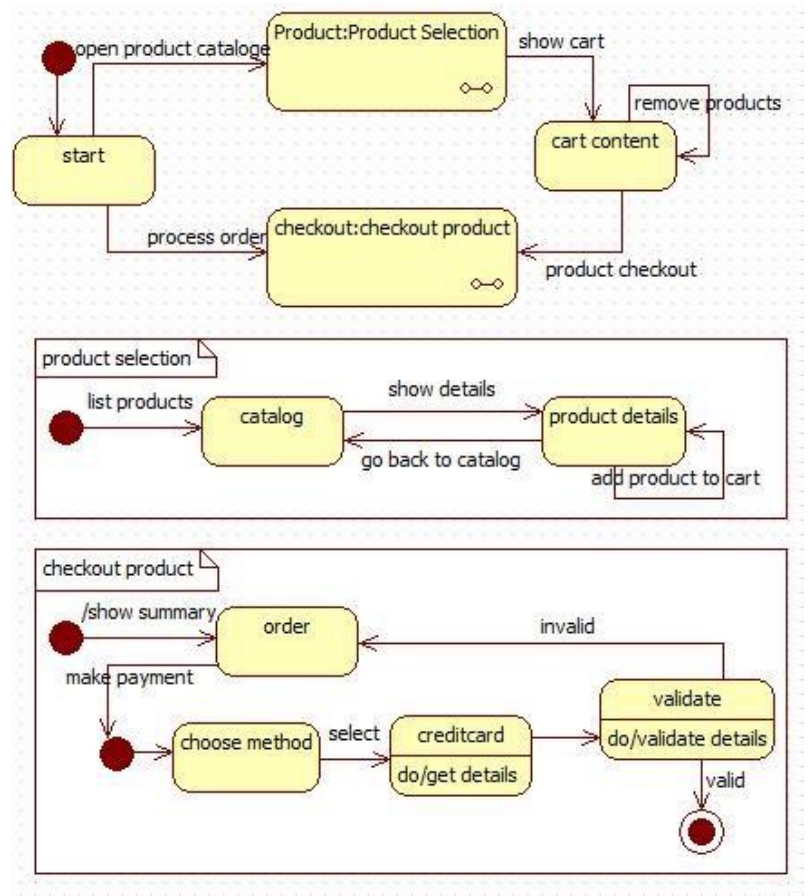 open product cataloge
Product:Product Selection
show cart
remove products
start
cart content
process order
checkout:checkout product
product checkout
product selection
list products
catalog
show details
product details
go back to catalog
add product to cart
checkout product
/show summary
order
invalid
make payment
validate
choose method
select
creditcard
do/validate details
do/get details
valid